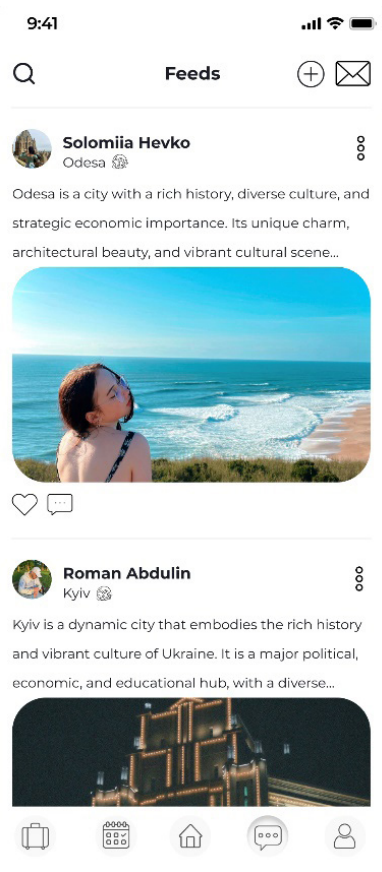 9:41
Feeds
Solomiia Hevko
Odesa
Odesa is a city with a rich history, diverse culture, and
strategic economic importance. Its unique charm,
architectural beauty, and vibrant cultural scene...
Roman Abdulin
Kyiv
Kyiv is a dynamic city that embodies the rich history
and vibrant culture of Ukraine. It is a major political,
economic, and educational hub, with a diverse...